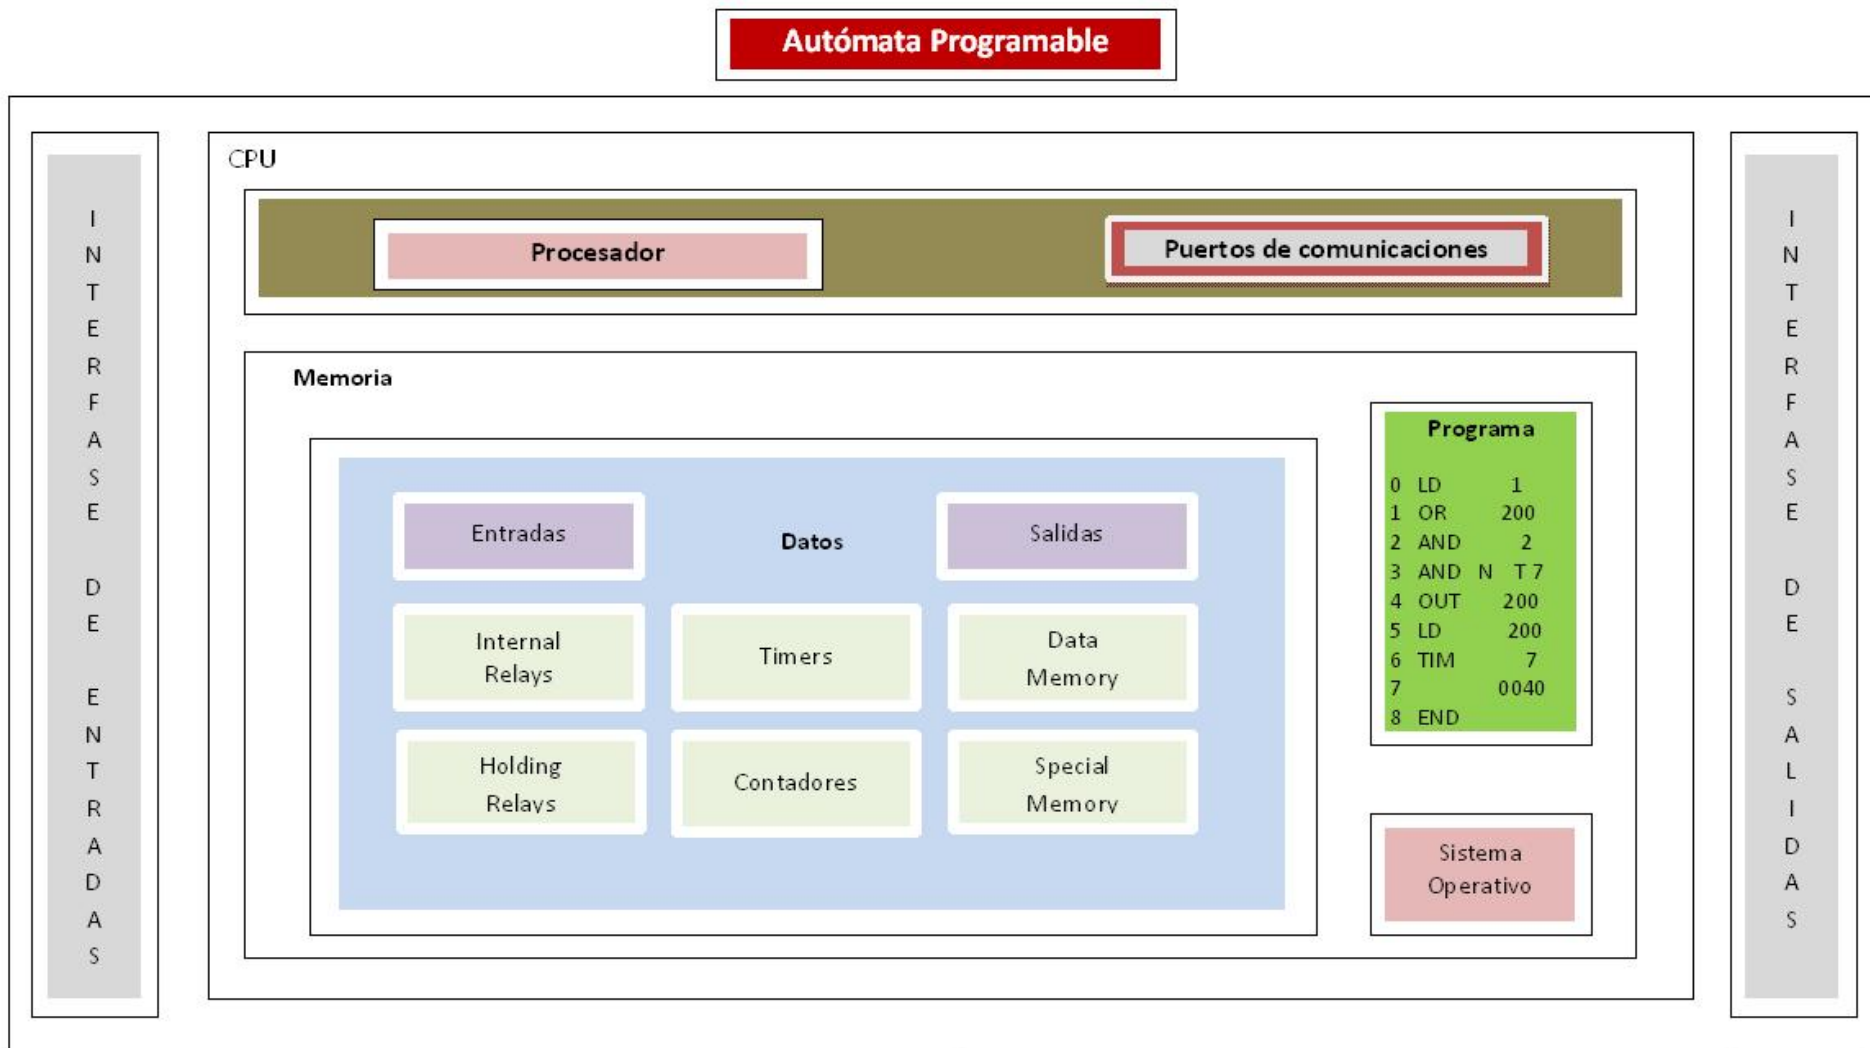 Autómata Programable
INTERFASE DE ENTRADAS
CPU
Procesador
Puertos de comunicaciones
Memoria
Entradas
Datos
Salidas
Internal
Relays
Timers
Data
Memory
Holding
Relays
Contadores
Special
Memory
Programa
0 LD 1
1 OR 200
2 AND 2
3 AND N T 7
4 OUT 200
5 LD 200
6 TIM 7
7 0040
8 END
Sistema
Operativo
INTERFASE DE SALIDAS